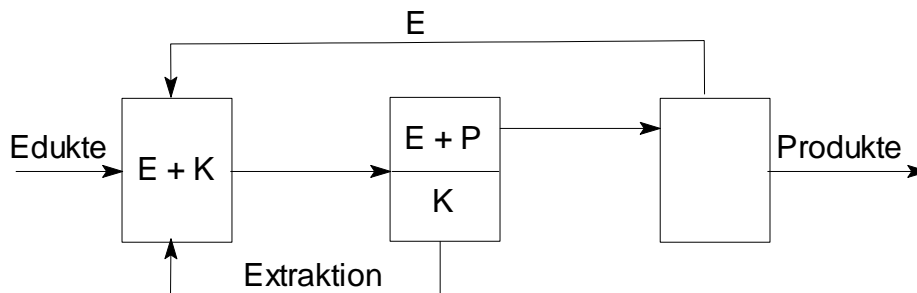 E
Edukte
E + K
E + P
K
Produkte
Extraktion